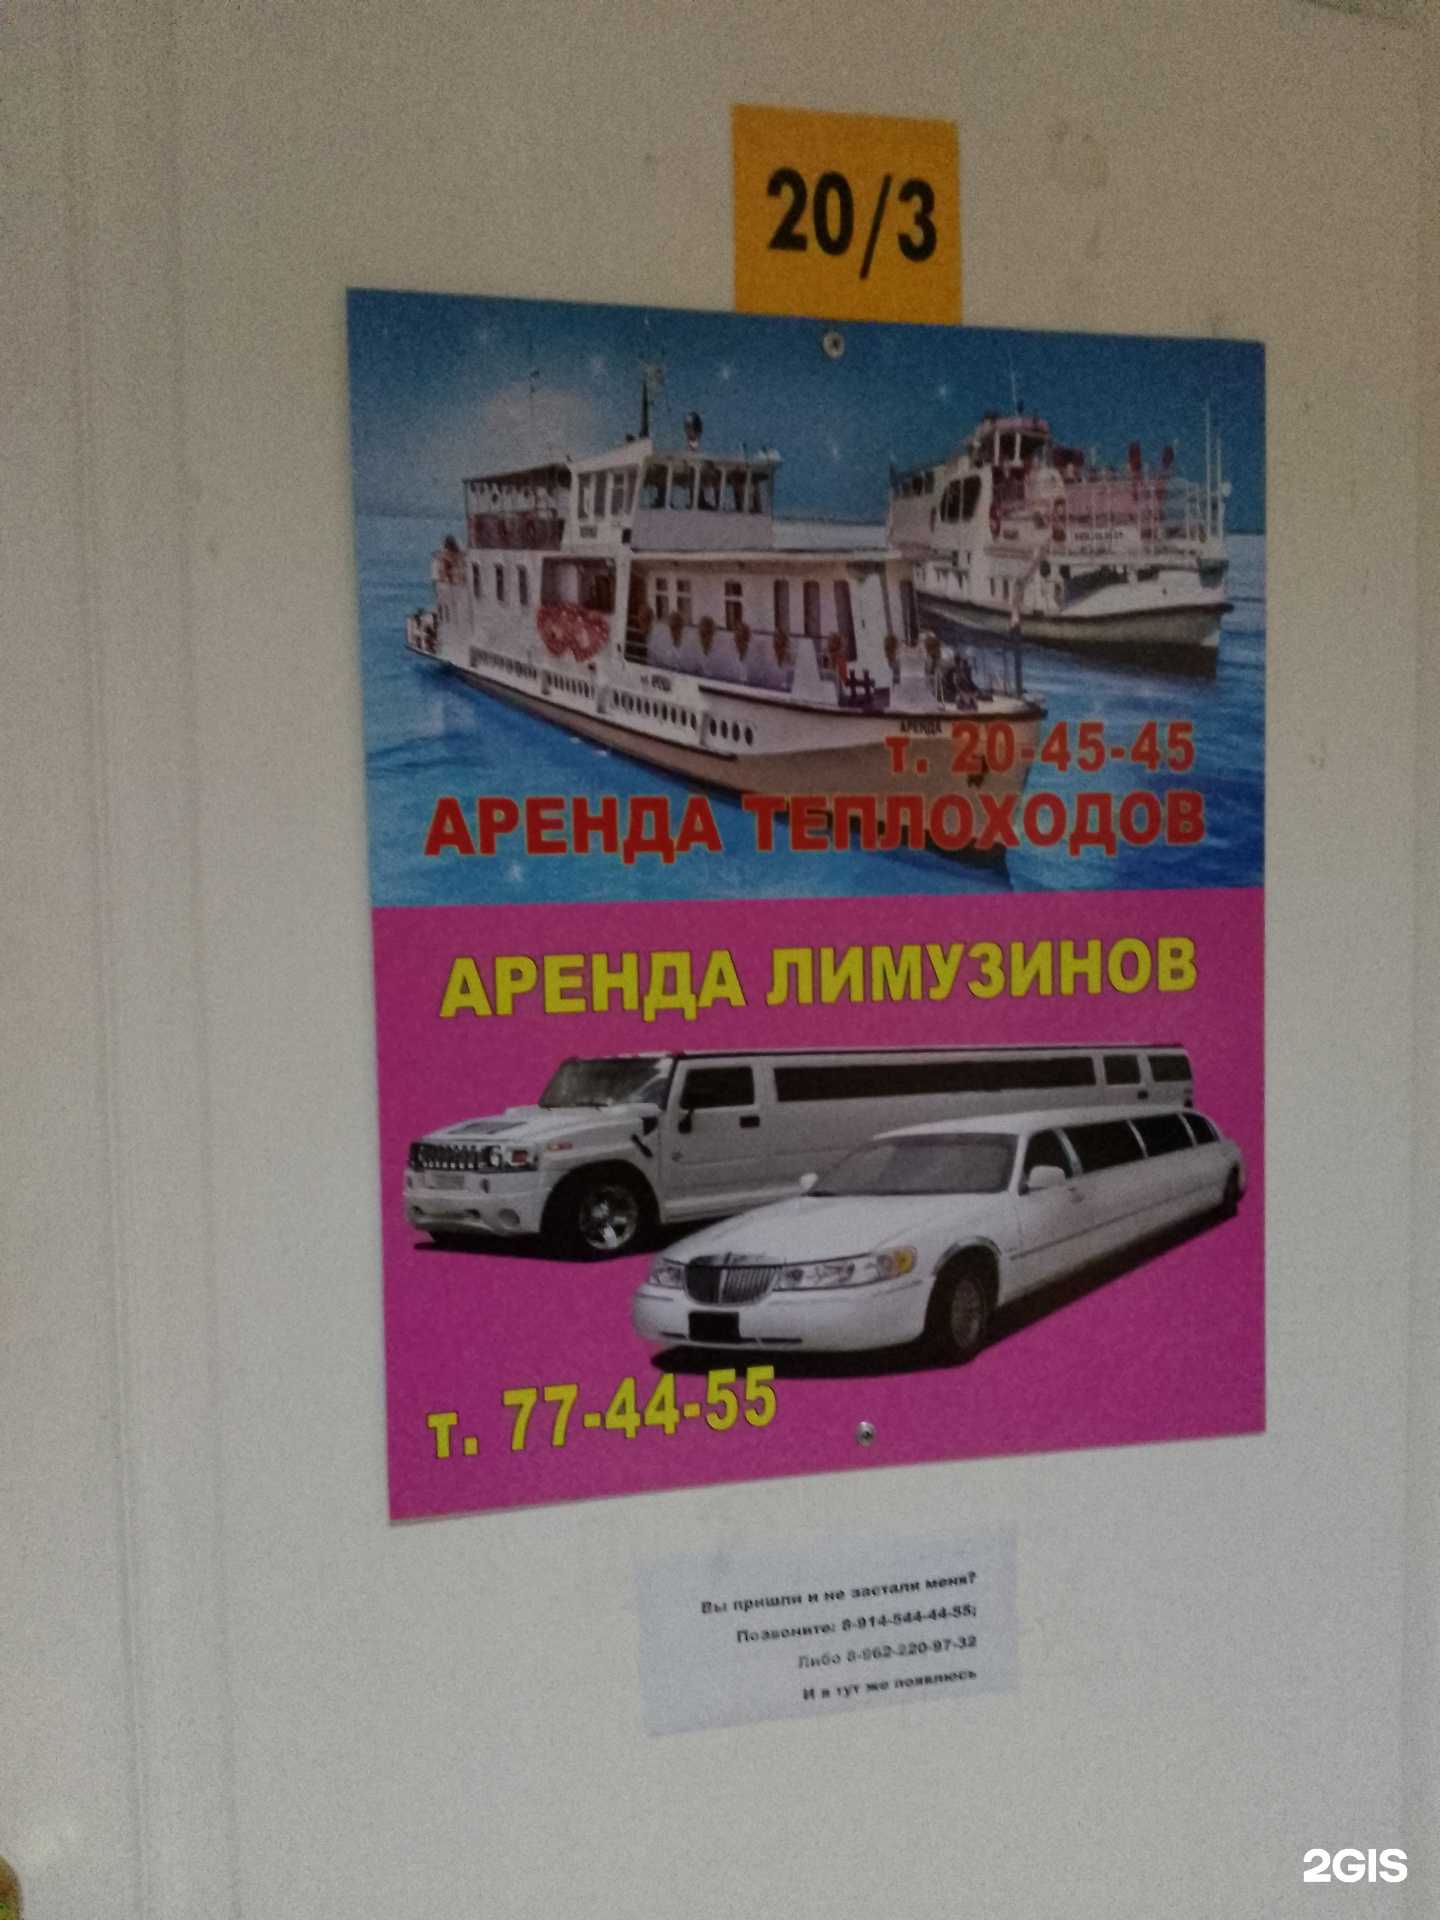 20/3
АРЕНДА
т. 20-45-45
АРЕНДА ТЕПЛОХОДОВ
АРЕНДА ЛИМУЗИНОВ
т. 77-44-55
Вы пришли и не застали меня?
Позвоните: 8-914-544-44-55;
Либо 8-962-220-97-32
И я тут же появлюсь
2GIS